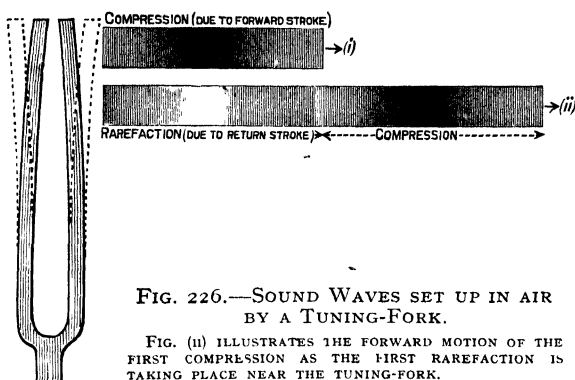 COMPRESSION (DUE TO FORWARD STROKE)
(i)
(ii)
RAREFACTION (DUE TO RETURN STROKE) COMPRESSION
FIG. 226.—SOUND WAVES SET UP IN AIR
BY A TUNING-FORK.
FIG. (II) ILLUSTRATES THE FORWARD MOTION OF THE
FIRST COMPRESSION AS THE FIRST RAREFACTION IS
TAKING PLACE NEAR THE TUNING-FORK.